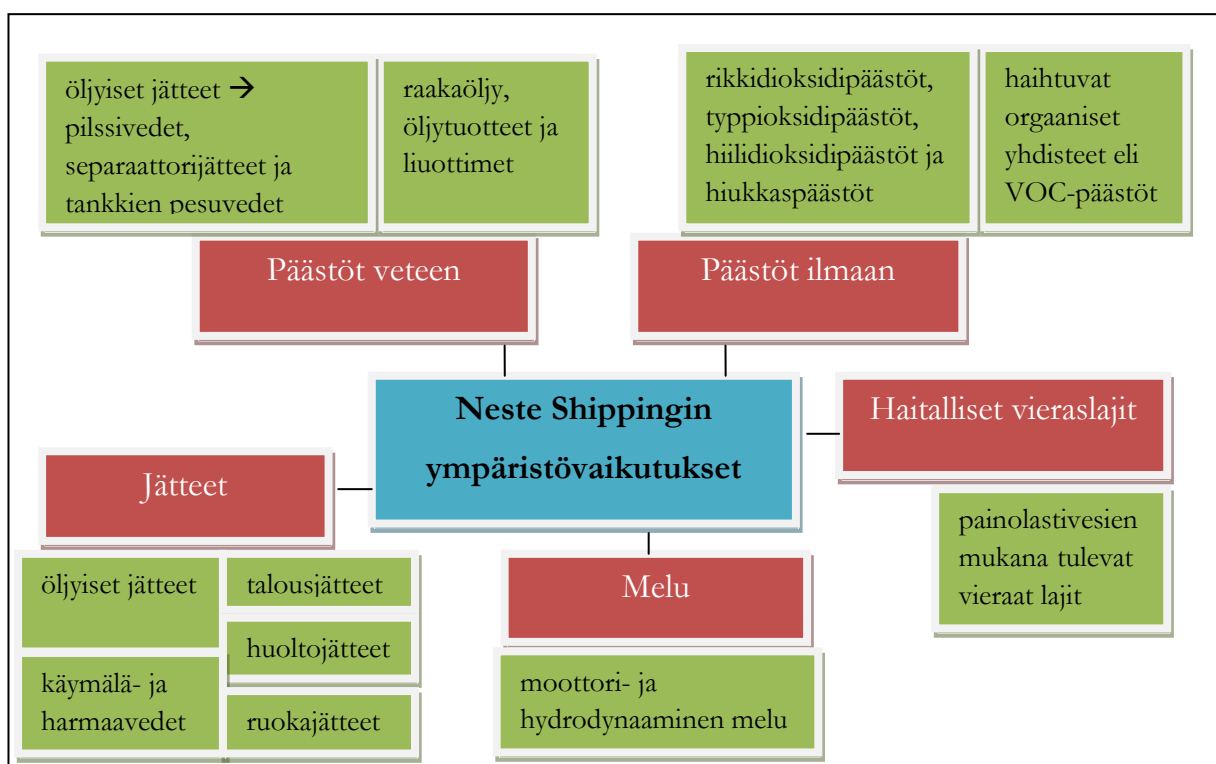 öljyiset jätteet →
pilssivedet,
separaattorijätteet ja
tankkien pesuvedet
raakaöljy,
öljytuotteet ja
liuottimet
rikkidioksidipäästöt,
typpioksidipäästöt,
hiilidioksidipäästöt ja
hiukkaspäästöt
haihtuvat
orgaaniset
yhdisteet eli
VOC-päästöt
Päästöt veteen
Päästöt ilmaan
Neste Shippingin
ympäristövaikutukset
Haitalliset vieraslajit
painolastivesien
mukana tulevat
vieraat lajit
Jätteet
öljyiset jätteet
talousjätteet
huoltojätteet
käymälä- ja
harmaavedet
ruokajätteet
Melu
moottori- ja
hydrodynaaminen melu